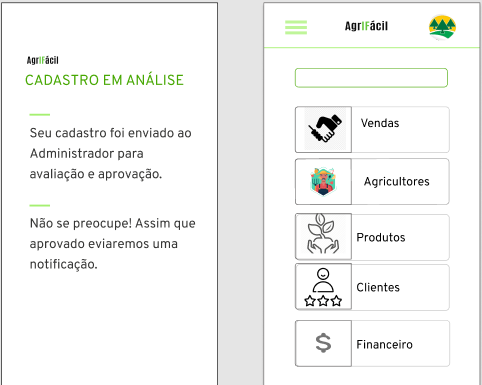 AgrIFácil
CADASTRO EM ANÁLISE
Seu cadastro foi enviado ao
Administrador para
avaliação e aprovação.
Não se preocupe! Assim que
aprovado eviaremos uma
notificação.
AgrIFácil
Vendas
Agricultores
Produtos
Clientes
Financeiro